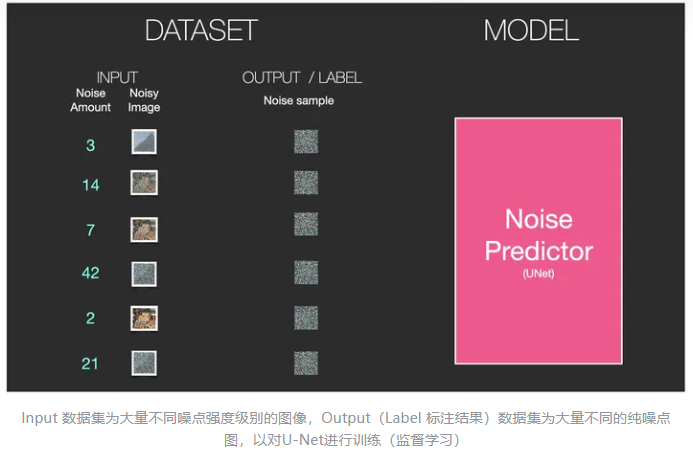 DATASET
MODEL
INPUT
OUTPUT / LABEL
Noise Amount
Noisy Image
Noise sample
3
14
7
42
2
21
Noise
Predictor
(UNet)
Input 数据集为大量不同噪点强度级别的图像，Output（Label 标注结果）数据集为大量不同的纯噪点
图，以对U-Net进行训练（监督学习）